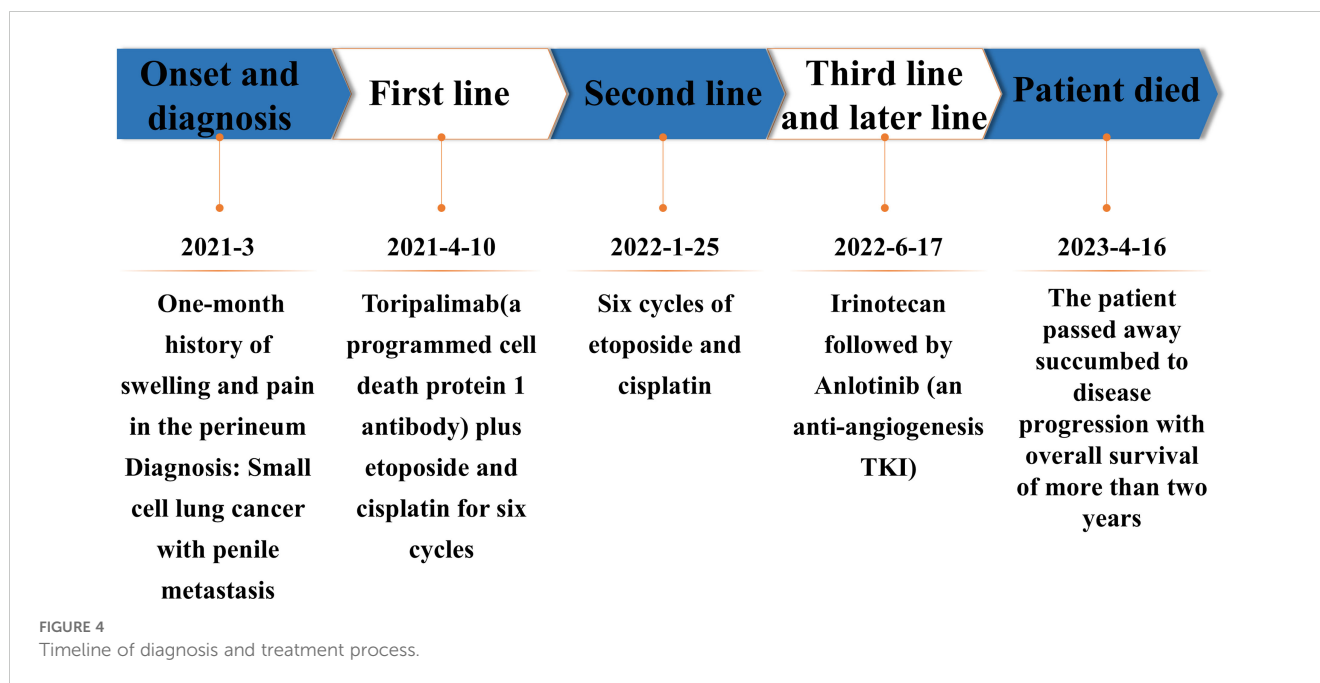 Onset and
diagnosis
First line
Second line
Third line
and later line
Patient died
2021-3
One-month
history of
swelling and pain
in the perineum
Diagnosis: Small
cell lung cancer
with penile
metastasis
2021-4-10
Toripalimab(a
programmed cell
death protein 1
antibody) plus
etoposide and
cisplatin for six
cycles
2022-1-25
Six cycles of
etoposide and
cisplatin
2022-6-17
Irinotecan
followed by
Anlotinib (an
anti-angiogenesis
TKI)
2023-4-16
The patient
passed away
succumbed to
disease
progression with
overall survival
of more than two
years
FIGURE 4
Timeline of diagnosis and treatment process.